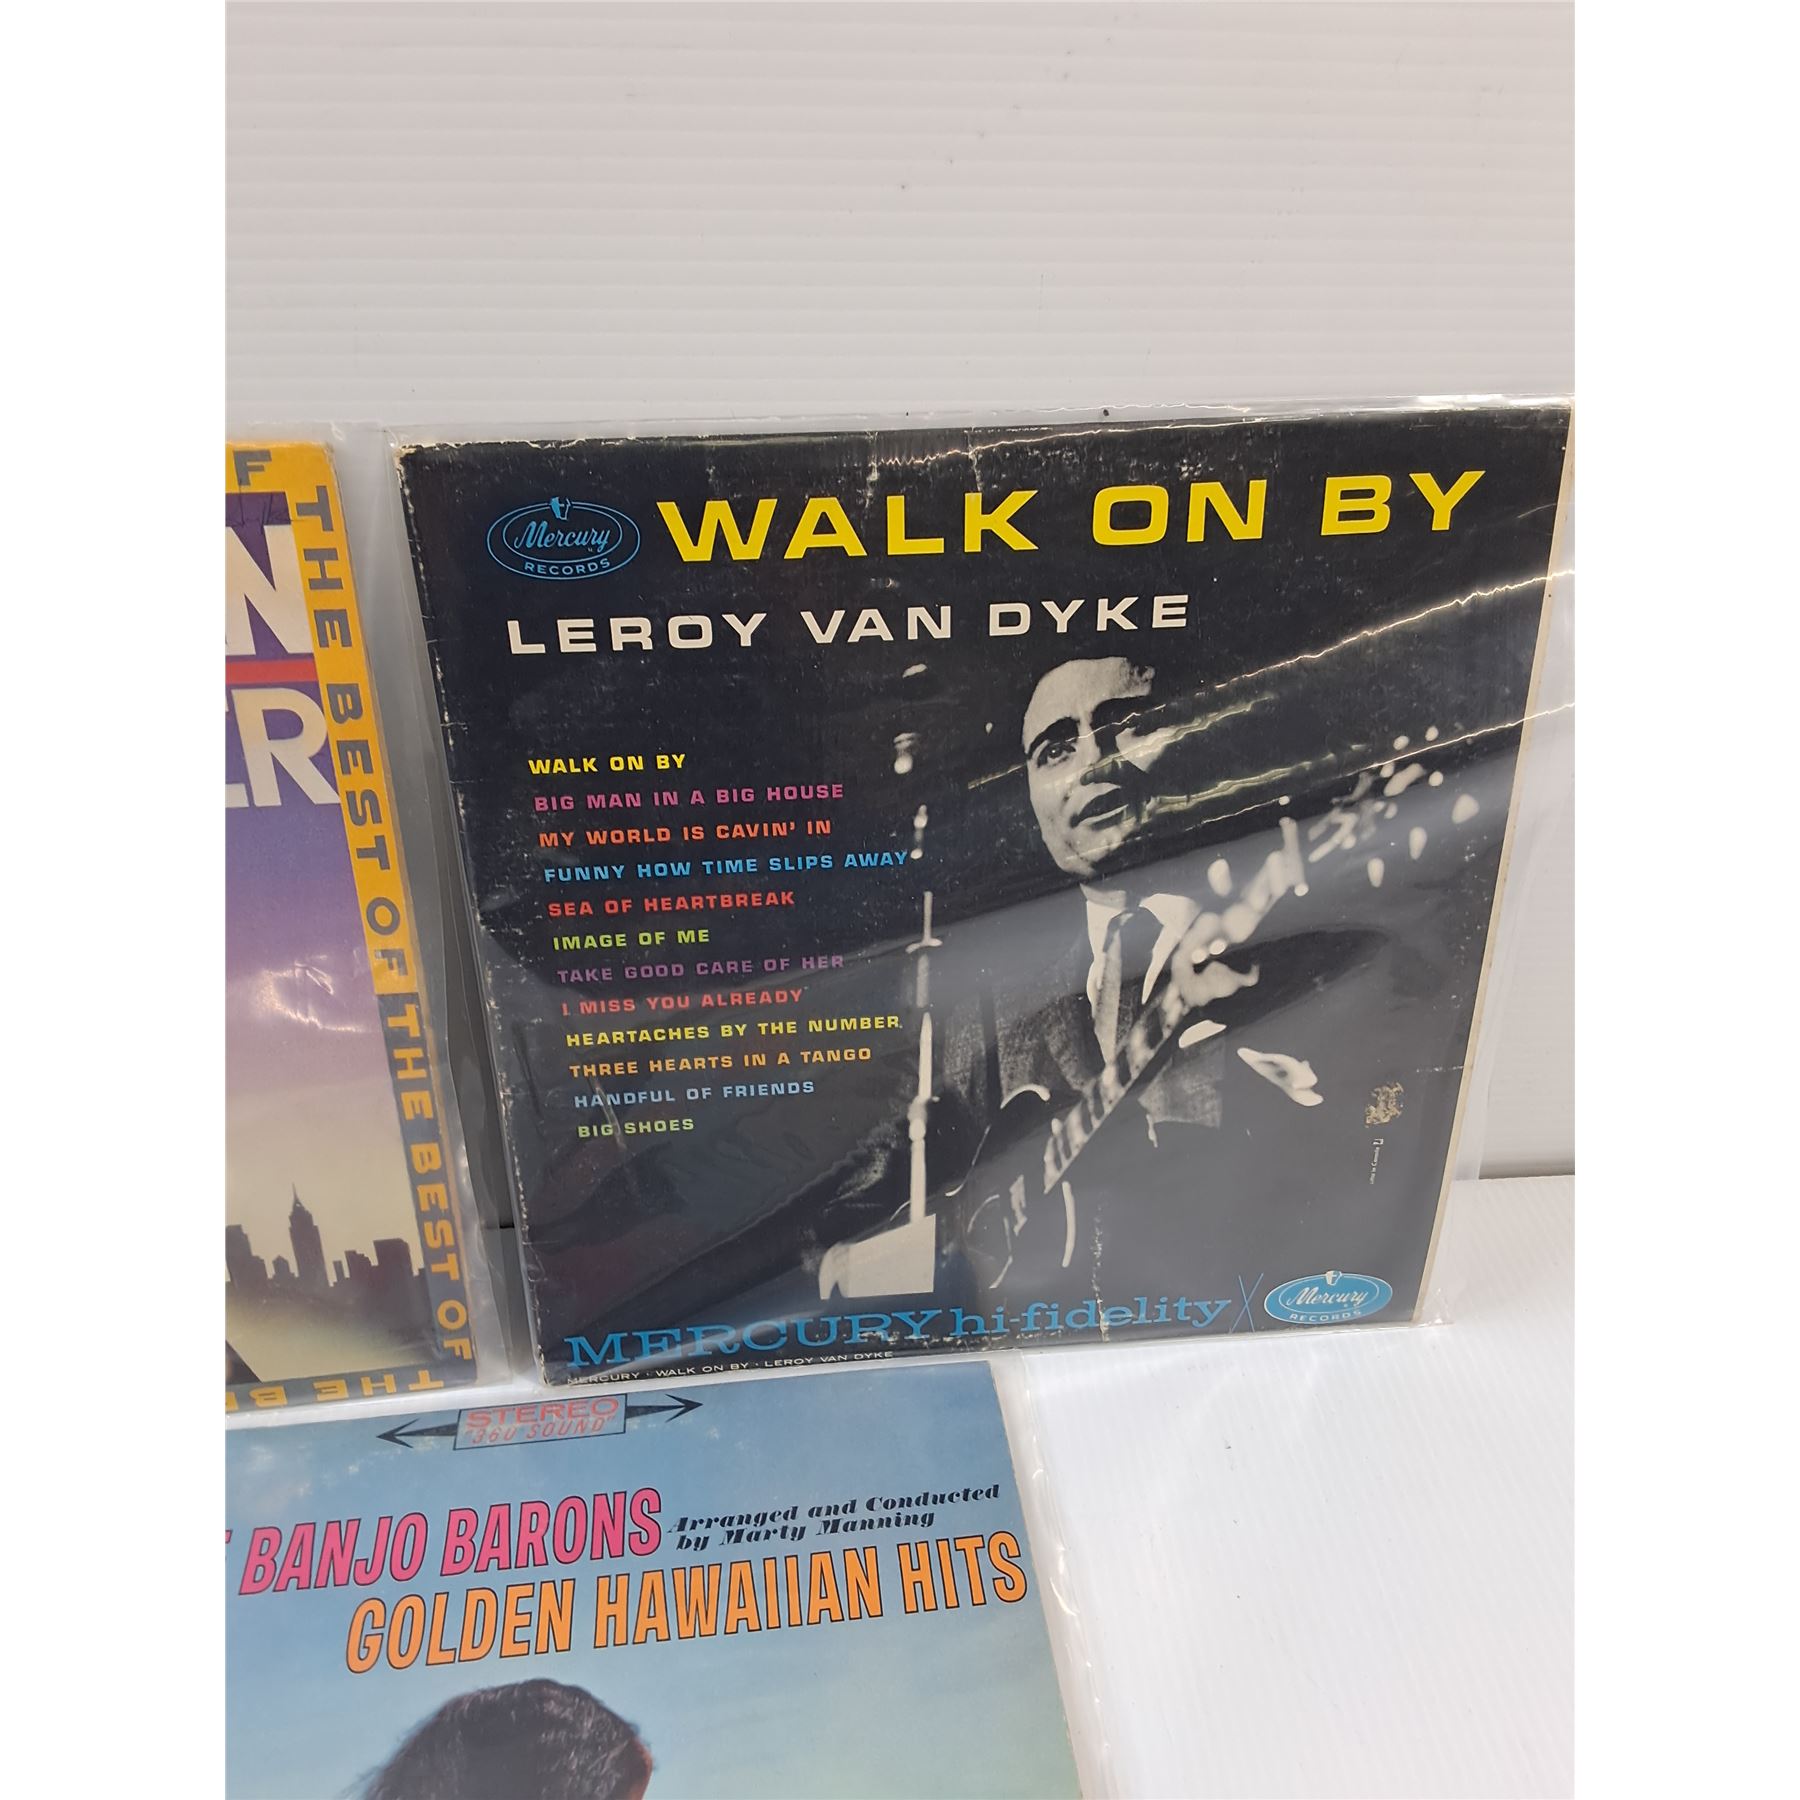 F
THE BEST OF THE BEST OF
N
ER
THE
Mercury
RECORDS
WALK ON BY
LEROY VAN DYKE
WALK ON BY
BIG MAN IN A BIG HOUSE
MY WORLD IS CAVIN' IN
FUNNY HOW TIME SLIPS AWAY
SEA OF HEARTBREAK
IMAGE OF ME
TAKE GOOD CARE OF HER
I MISS YOU ALREADY
HEARTACHES BY THE NUMBER
THREE HEARTS IN A TANGO
HANDFUL OF FRIENDS
BIG SHOES
MERCURY hi-fidelity
Mercury
RECORDS
MERCURY · WALK ON BY · LEROY VAN DYKE
STEREO
"360 SOUND"
BANJO BARONS
Arranged and Conducted
by Marty Manning
GOLDEN HAWAIIAN HITS